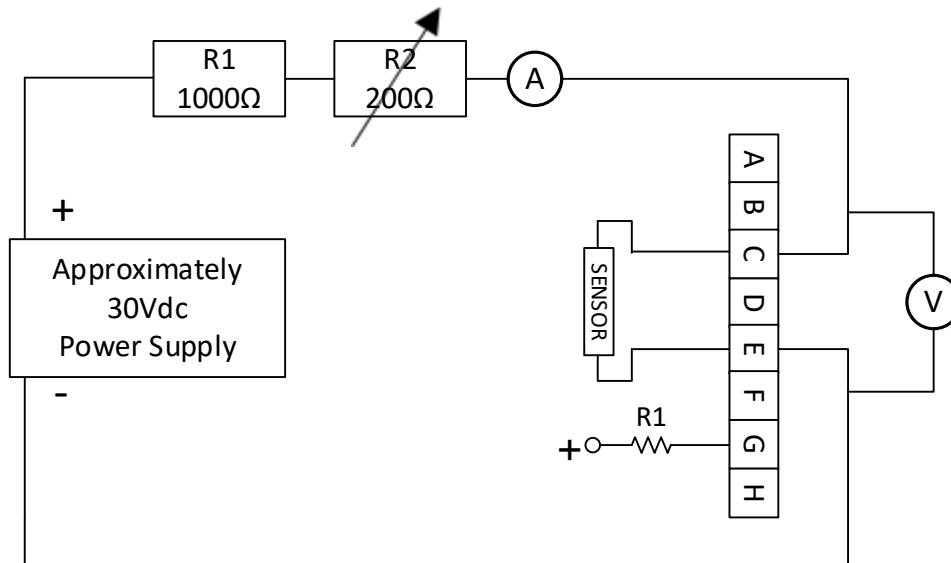 R1
1000Ω
R2
200Ω
A
A
B
C
D
E
F
G
H
+
Approximately
30Vdc
Power Supply
-
SENSOR
V
R1
+